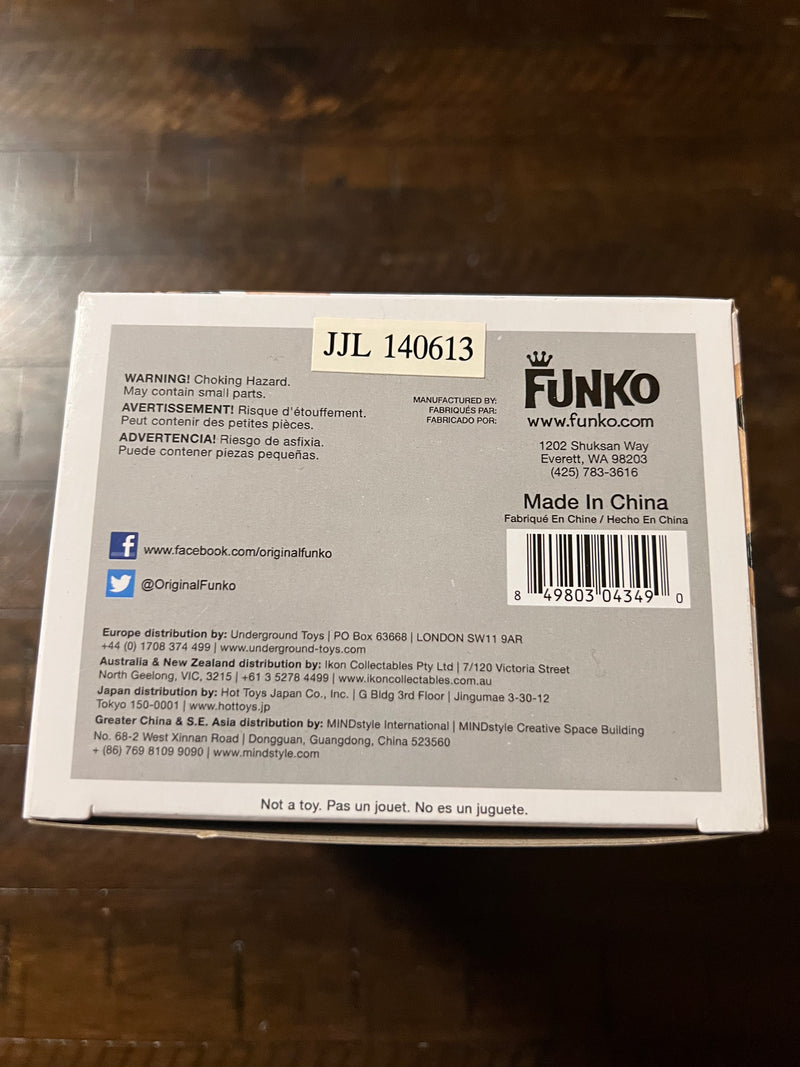 JJL 140613
WARNING! Choking Hazard.
May contain small parts.
AVERTISSEMENT! Risque d'étouffement.
Peut contenir des petites pièces.
ADVERTENCIA! Riesgo de asfixia.
Puede contener piezas pequeñas.
MANUFACTURED BY:
FABRIQUÉS PAR:
FABRICADO POR:
FUNKO
www.funko.com
1202 Shuksan Way
Everett, WA 98203
(425) 783-3616
Made In China
Fabriqué En Chine / Hecho En China
8 49803 04349 0
f www.facebook.com/originalfunko
@OriginalFunko
Europe distribution by: Underground Toys | PO Box 63668 | LONDON SW11 9AR
+44 (0) 1708 374 499 | www.underground-toys.com
Australia & New Zealand distribution by: Ikon Collectables Pty Ltd | 7/120 Victoria Street
North Geelong, VIC, 3215 | +61 3 5278 4499 | www.ikoncollectables.com.au
Japan distribution by: Hot Toys Japan Co., Inc. | G Bldg 3rd Floor | Jingumae 3-30-12
Tokyo 150-0001 | www.hottoys.jp
Greater China & S.E. Asia distribution by: MINDstyle International | MINDstyle Creative Space Building
No. 68-2 West Xinnan Road | Dongguan, Guangdong, China 523560
+ (86) 769 8109 9090 | www.mindstyle.com
Not a toy. Pas un jouet. No es un juguete.